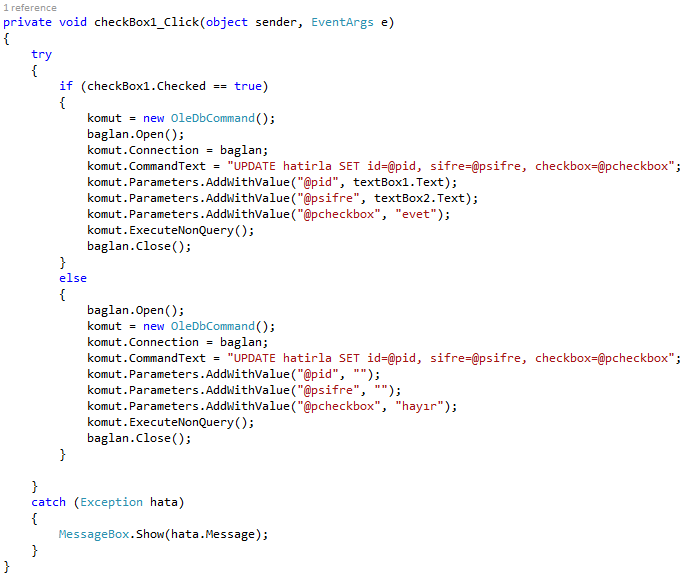 1 reference
private void checkBox1_Click(object sender, EventArgs e)
{
    try
    {
        if (checkBox1.Checked == true)
        {
            komut = new OleDbCommand();
            baglan.Open();
            komut.Connection = baglan;
            komut.CommandText = "UPDATE hatirla SET id=@pid, sifre=@psifre, checkbox=@pcheckbox";
            komut.Parameters.AddWithValue("@pid", textBox1.Text);
            komut.Parameters.AddWithValue("@psifre", textBox2.Text);
            komut.Parameters.AddWithValue("@pcheckbox", "evet");
            komut.ExecuteNonQuery();
            baglan.Close();
        }
        else
        {
            baglan.Open();
            komut = new OleDbCommand();
            komut.Connection = baglan;
            komut.CommandText = "UPDATE hatirla SET id=@pid, sifre=@psifre, checkbox=@pcheckbox";
            komut.Parameters.AddWithValue("@pid", "");
            komut.Parameters.AddWithValue("@psifre", "");
            komut.Parameters.AddWithValue("@pcheckbox", "hayır");
            komut.ExecuteNonQuery();
            baglan.Close();
        }

    }
    catch (Exception hata)
    {
        MessageBox.Show(hata.Message);
    }
}